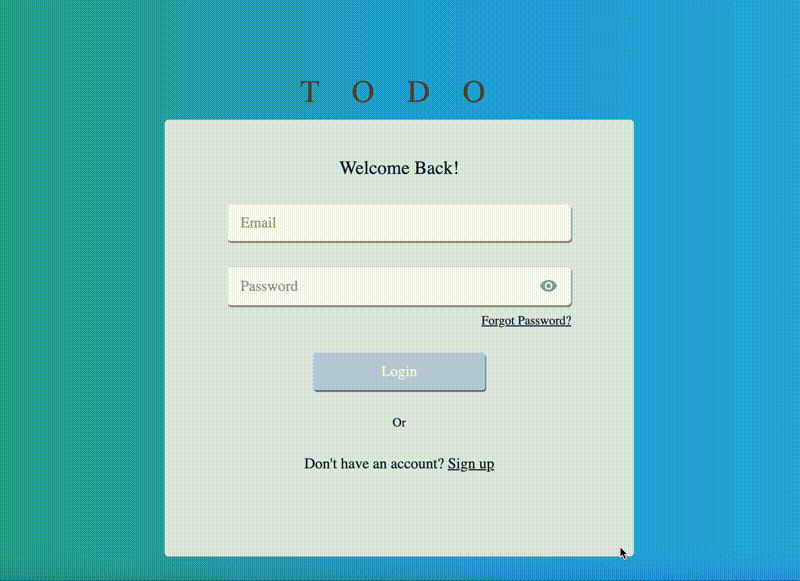 T O D O
Welcome Back!
Email
Password
Forgot Password?
Login
Or
Don't have an account? Sign up